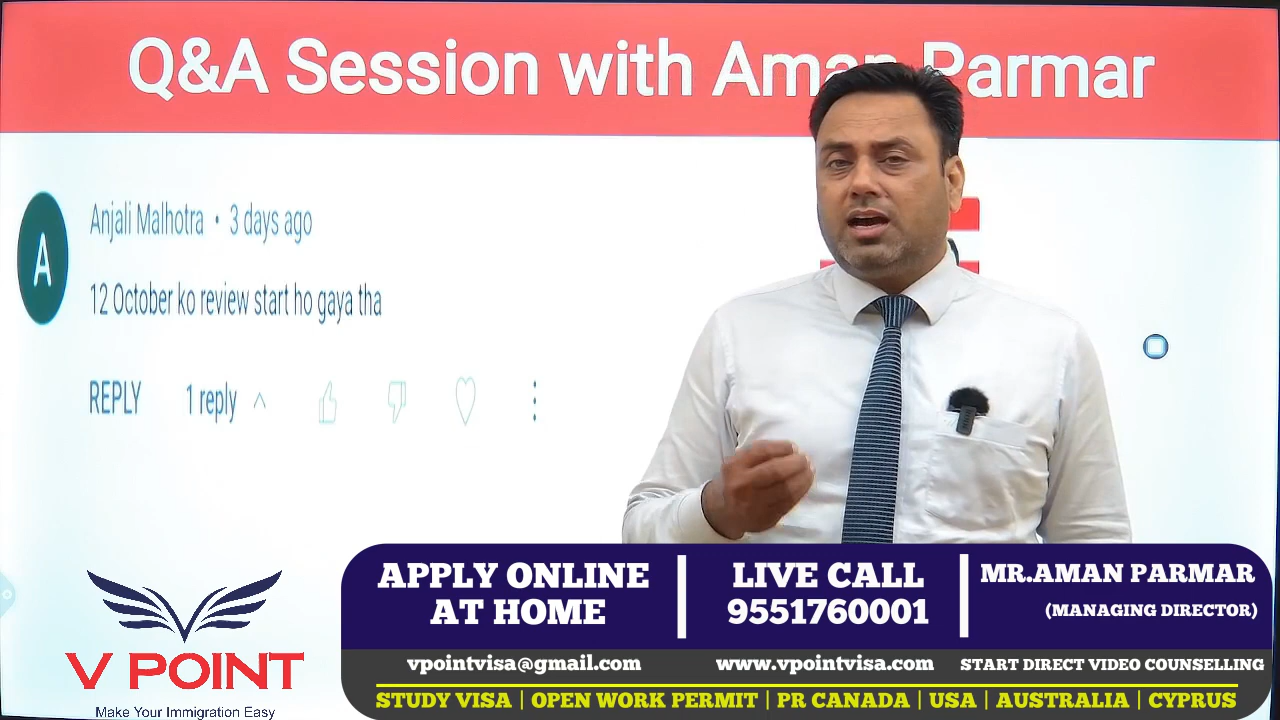 Q&A Session with Aman Parmar
A
Anjali Malhotra • 3 days ago
12 October ko review start ho gaya tha
REPLY 1 reply
V POINT
Make Your Immigration Easy
APPLY ONLINE
AT HOME
LIVE CALL
9551760001
MR.AMAN PARMAR
(MANAGING DIRECTOR)
vpointvisa@gmail.com
www.vpointvisa.com
START DIRECT VIDEO COUNSELLING
STUDY VISA | OPEN WORK PERMIT | PR CANADA | USA | AUSTRALIA | CYPRUS